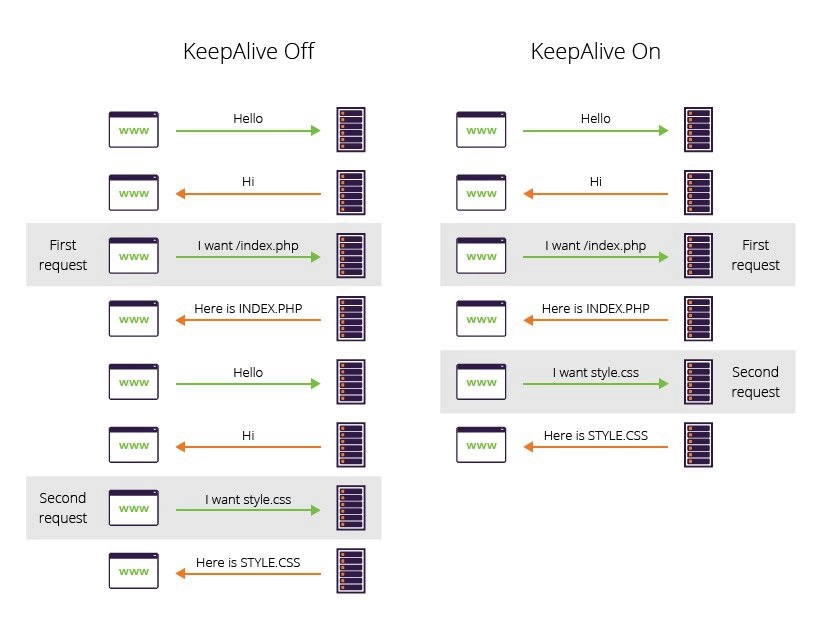 KeepAlive Off
www
Hello
www
Hi
First
request
www
I want /index.php
www
Here is INDEX.PHP
www
Hello
www
Hi
Second
request
www
I want style.css
www
Here is STYLE.CSS
KeepAlive On
www
Hello
www
Hi
www
I want /index.php
First
request
www
Here is INDEX.PHP
www
I want style.css
Second
request
www
Here is STYLE.CSS